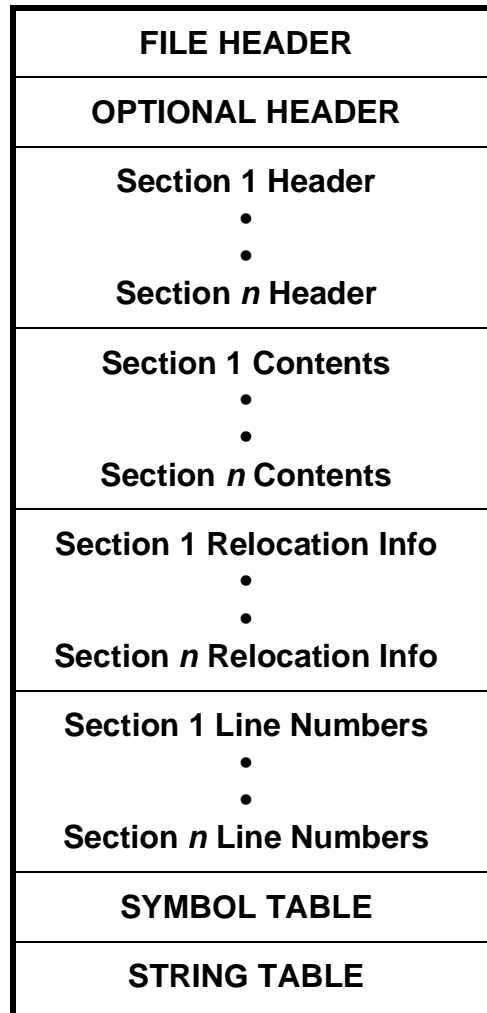 FILE HEADER
OPTIONAL HEADER
Section 1 Header
•
•
Section n Header
Section 1 Contents
•
•
Section n Contents
Section 1 Relocation Info
•
•
Section n Relocation Info
Section 1 Line Numbers
•
•
Section n Line Numbers
SYMBOL TABLE
STRING TABLE